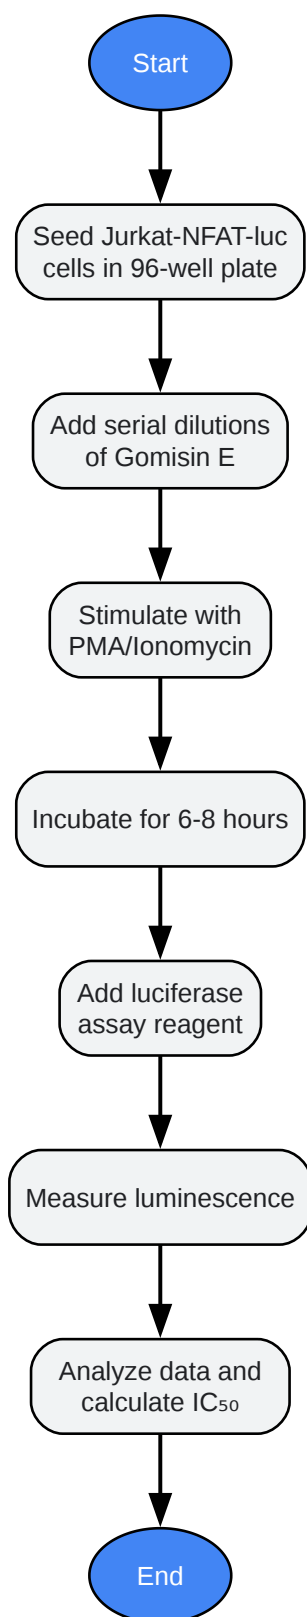 Start
Seed Jurkat-NFAT-luc
cells in 96-well plate
Add serial dilutions
of Gomisin E
Stimulate with
PMA/Ionomycin
Incubate for 6-8 hours
Add luciferase
assay reagent
Measure luminescence
Analyze data and
calculate IC₅₀
End